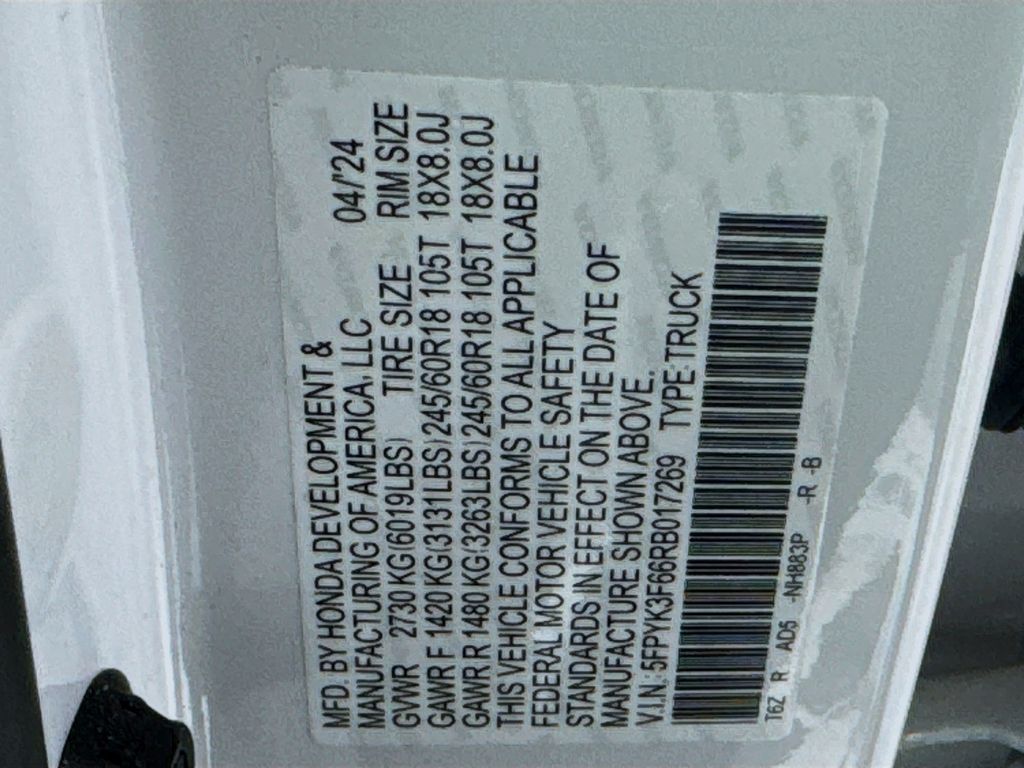 MFD. BY HONDA DEVELOPMENT &
MANUFACTURING OF AMERICA, LLC 04/'24
GVWR 2730 KG(6019LBS) TIRE SIZE RIM SIZE
GAWR F 1420 KG(3131LBS) 245/60R18 105T 18X8.0J
GAWR R 1480 KG(3263LBS) 245/60R18 105T 18X8.0J
THIS VEHICLE CONFORMS TO ALL APPLICABLE
FEDERAL MOTOR VEHICLE SAFETY
STANDARDS IN EFFECT ON THE DATE OF
MANUFACTURE SHOWN ABOVE.
V.I.N.:5FPYK3F66RB017269 TYPE:TRUCK
T6Z R AD5 -NH883P -R -B